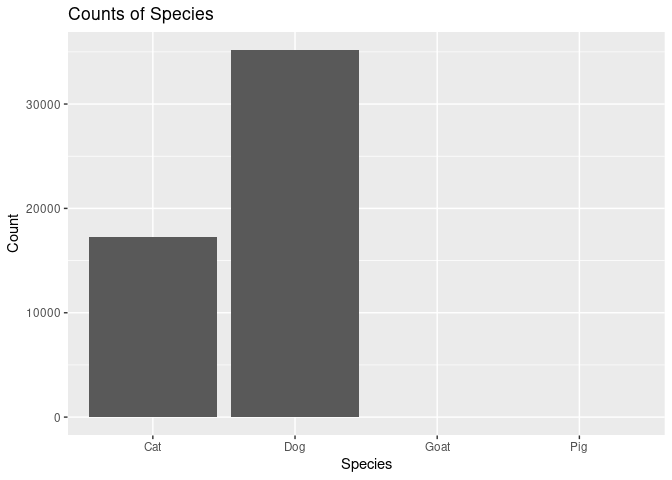 Counts of Species
30000
20000
10000
0
Count
Cat Dog Goat Pig
Species